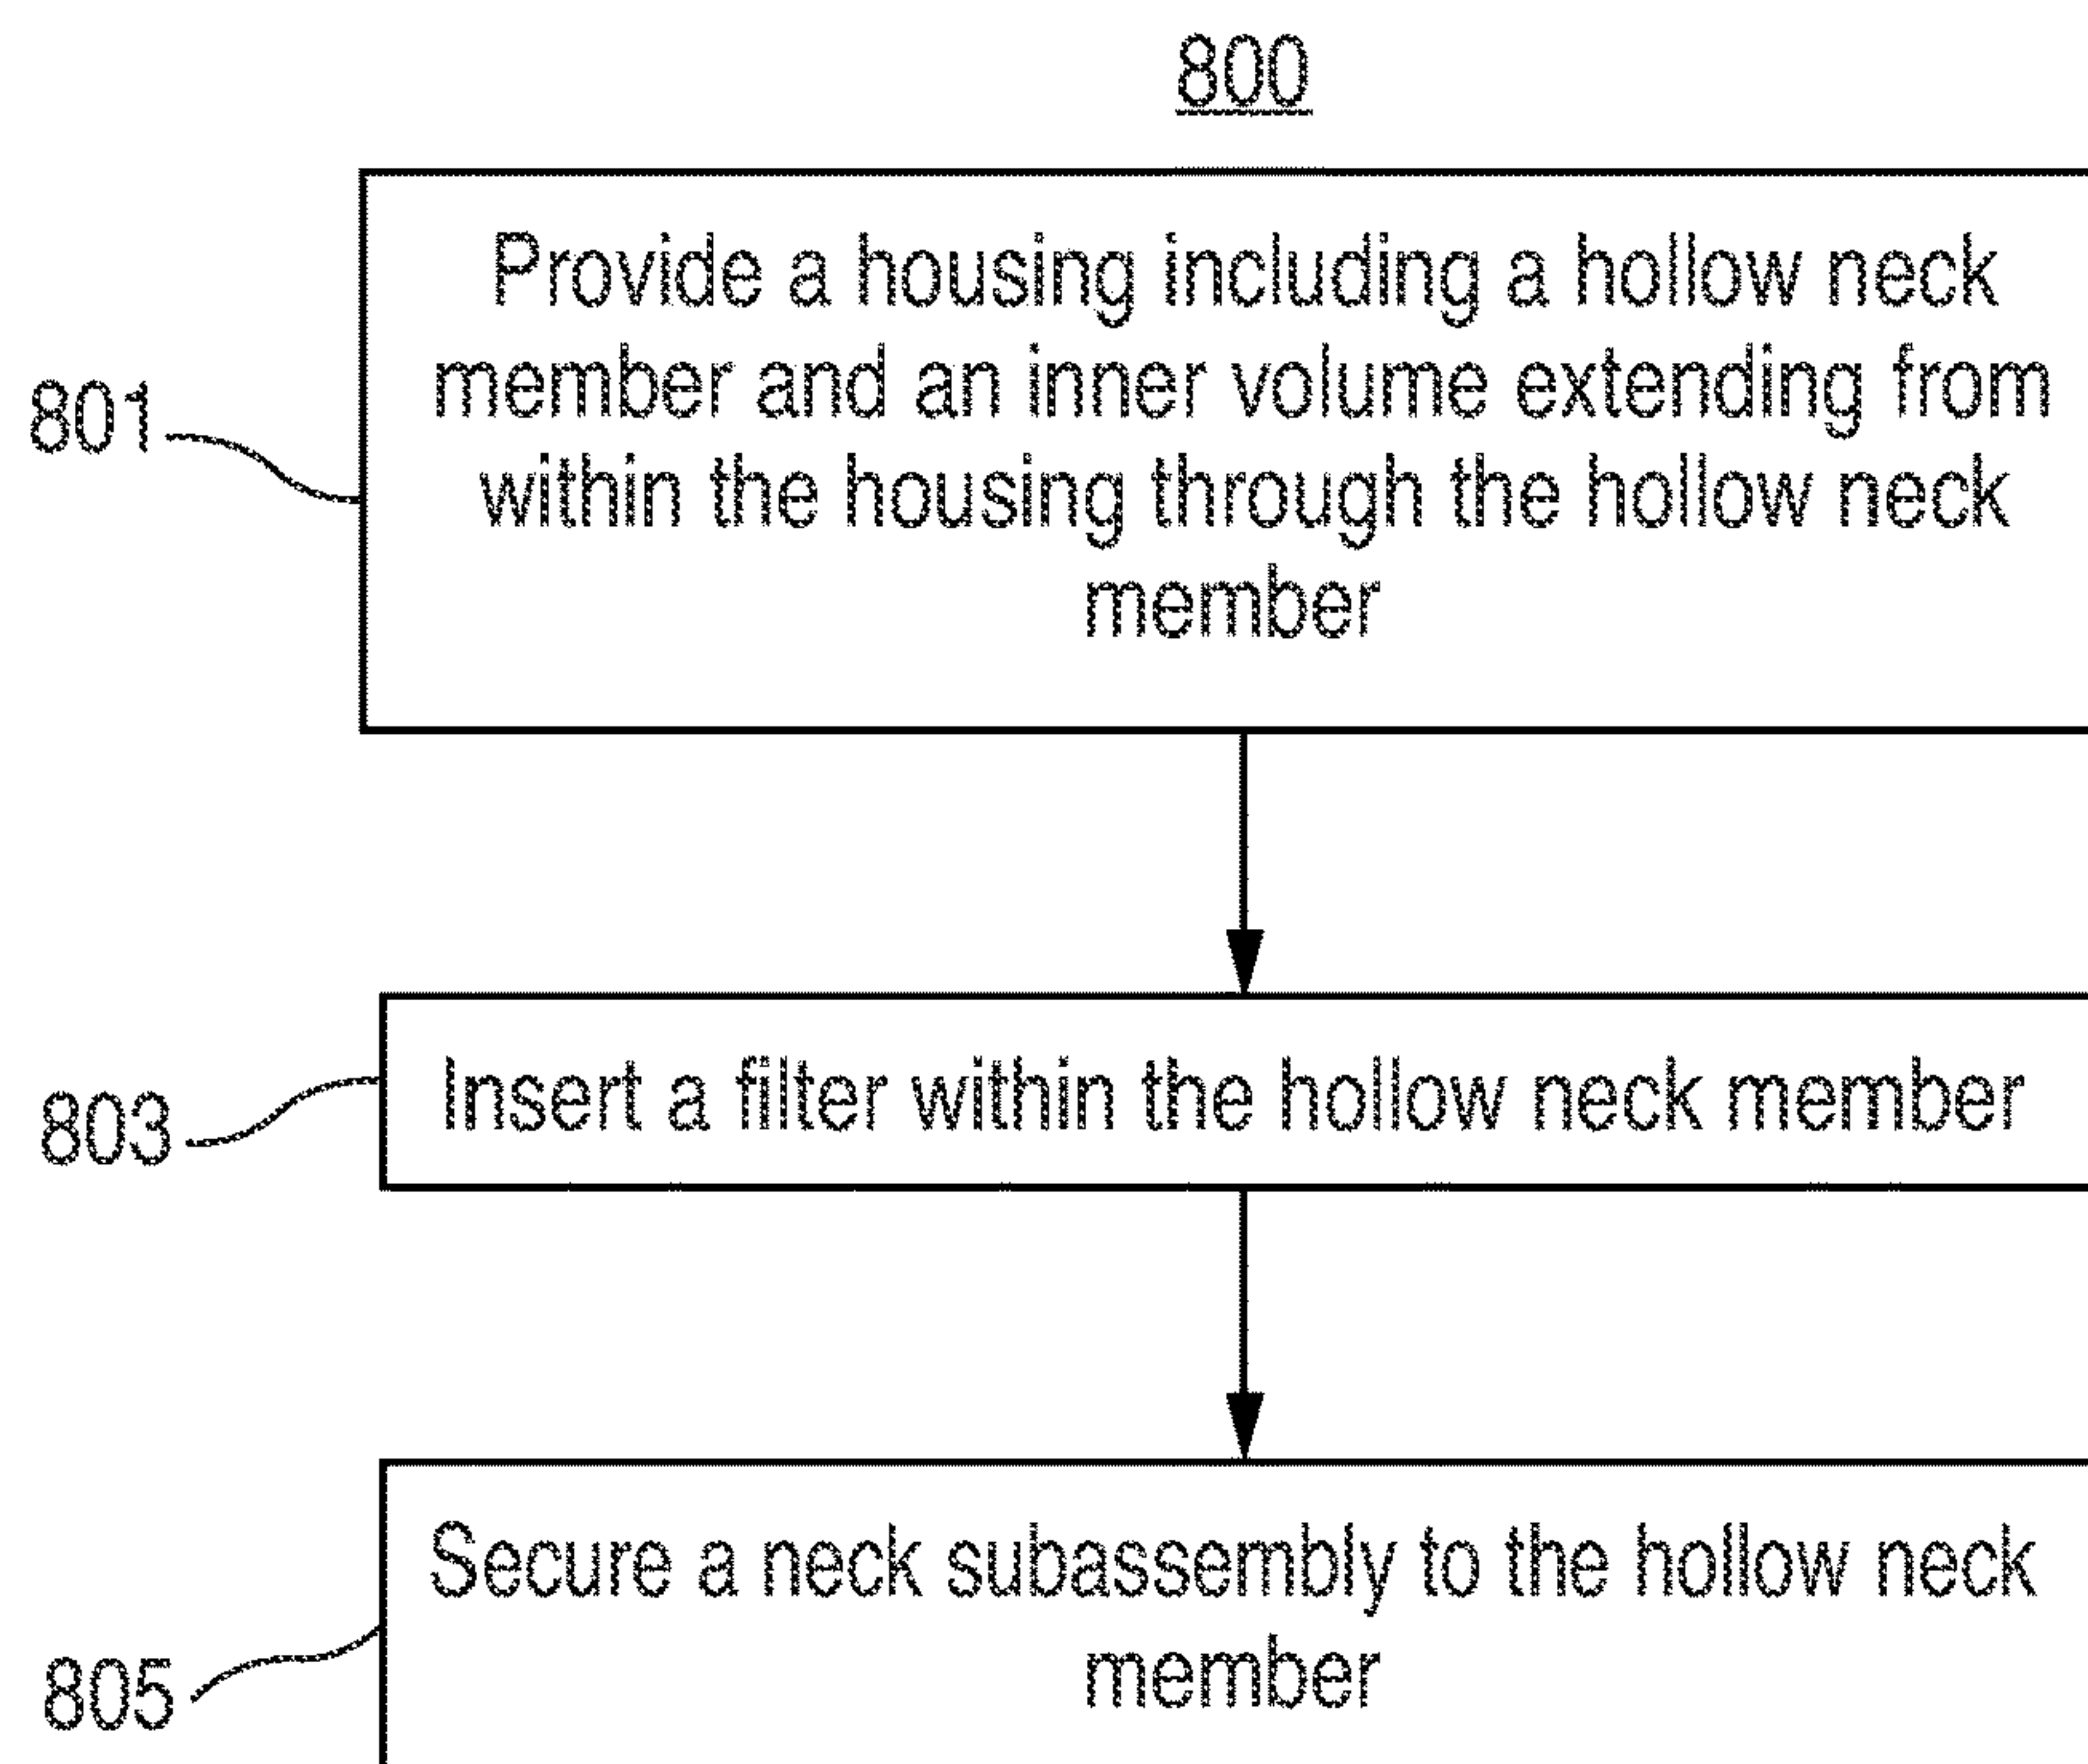 800
Provide a housing including a hollow neck
member and an inner volume extending from
within the housing through the hollow neck
member
801
Insert a filter within the hollow neck member
803
Secure a neck subassembly to the hollow neck
member
805